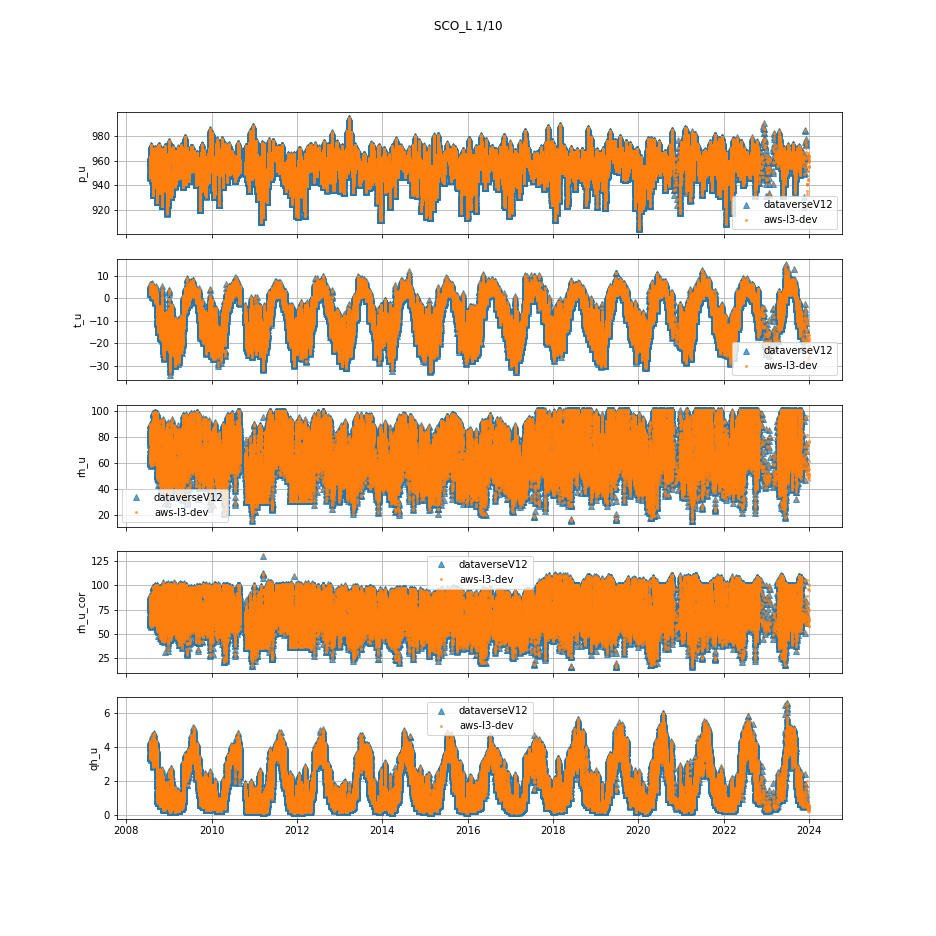 SCO_L 1/10
980
960
940
920
p_u
dataverseV12
aws-l3-dev
10
0
−10
−20
−30
t_u
dataverseV12
aws-l3-dev
100
80
60
40
20
rh_u
dataverseV12
aws-l3-dev
125
100
75
50
25
rh_u_cor
dataverseV12
aws-l3-dev
6
4
2
0
qh_u
dataverseV12
aws-l3-dev
2008 2010 2012 2014 2016 2018 2020 2022 2024